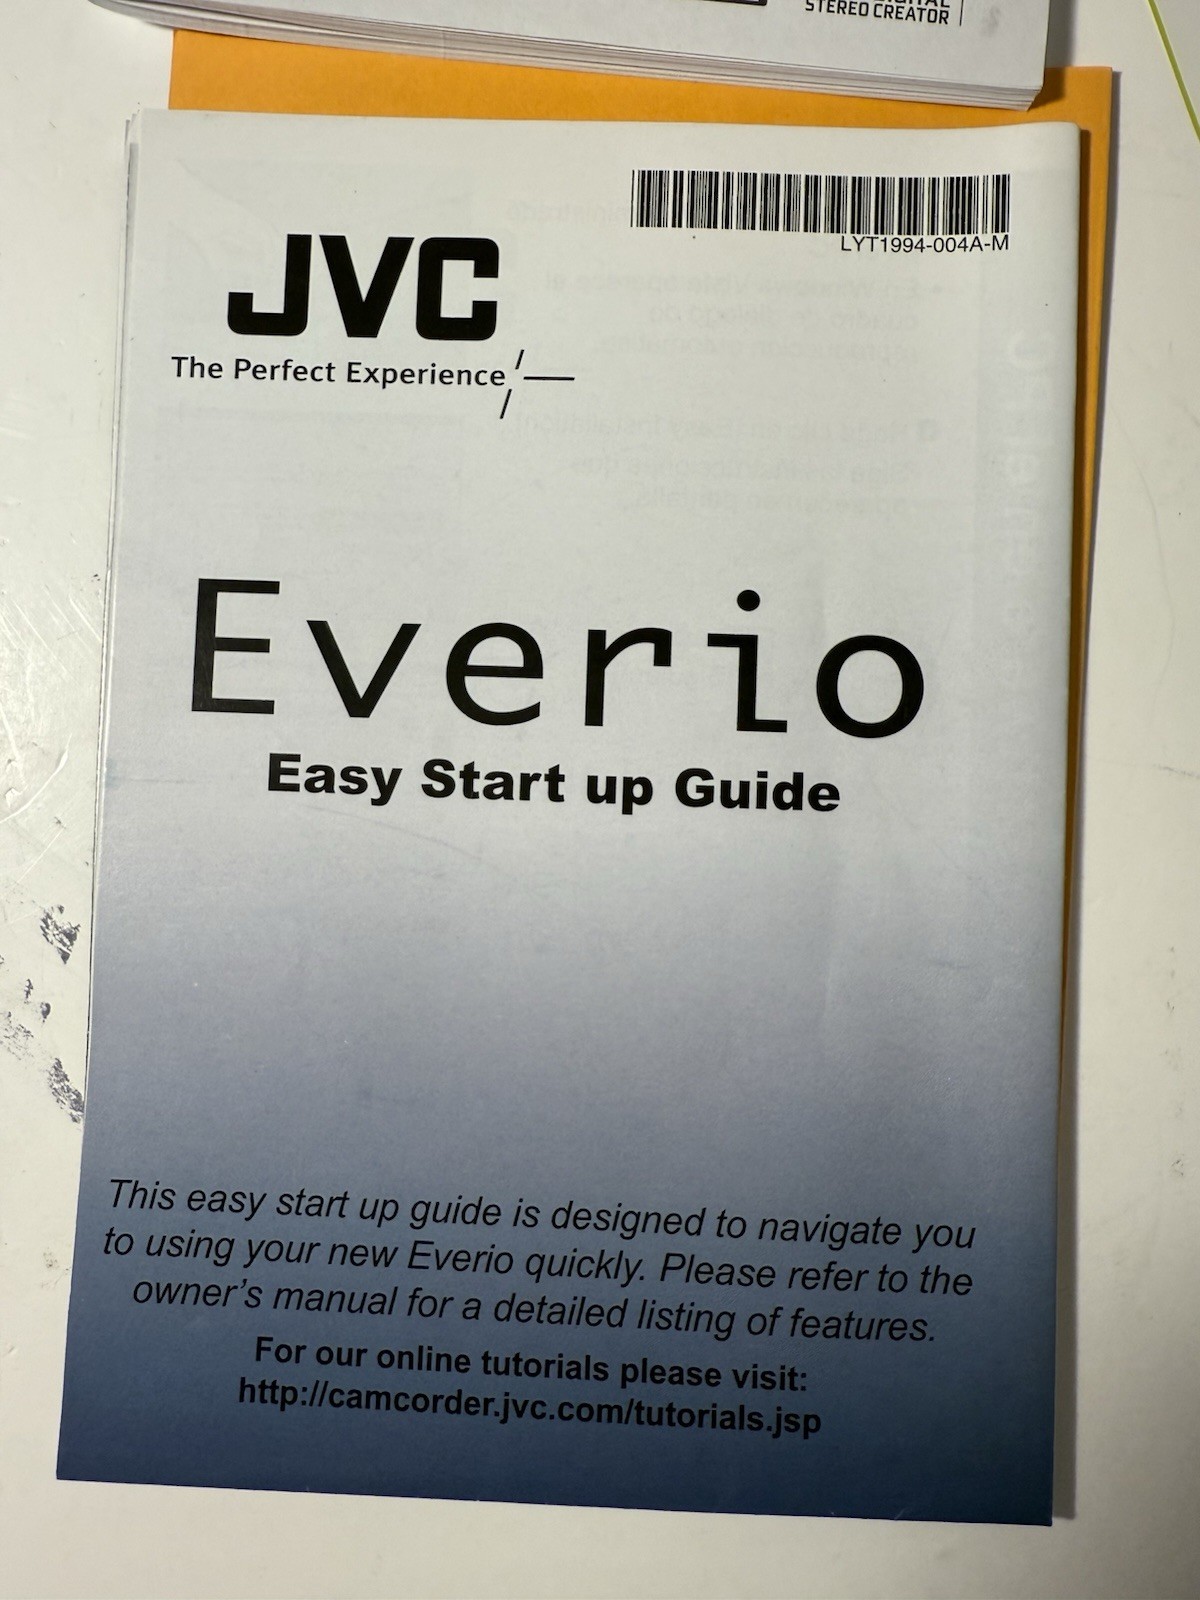 STEREO CREATOR
LYT1994-004A-M
JVC
The Perfect Experience
Everio
Easy Start up Guide
This easy start up guide is designed to navigate you
to using your new Everio quickly. Please refer to the
owner's manual for a detailed listing of features.
For our online tutorials please visit:
http://camcorder.jvc.com/tutorials.jsp